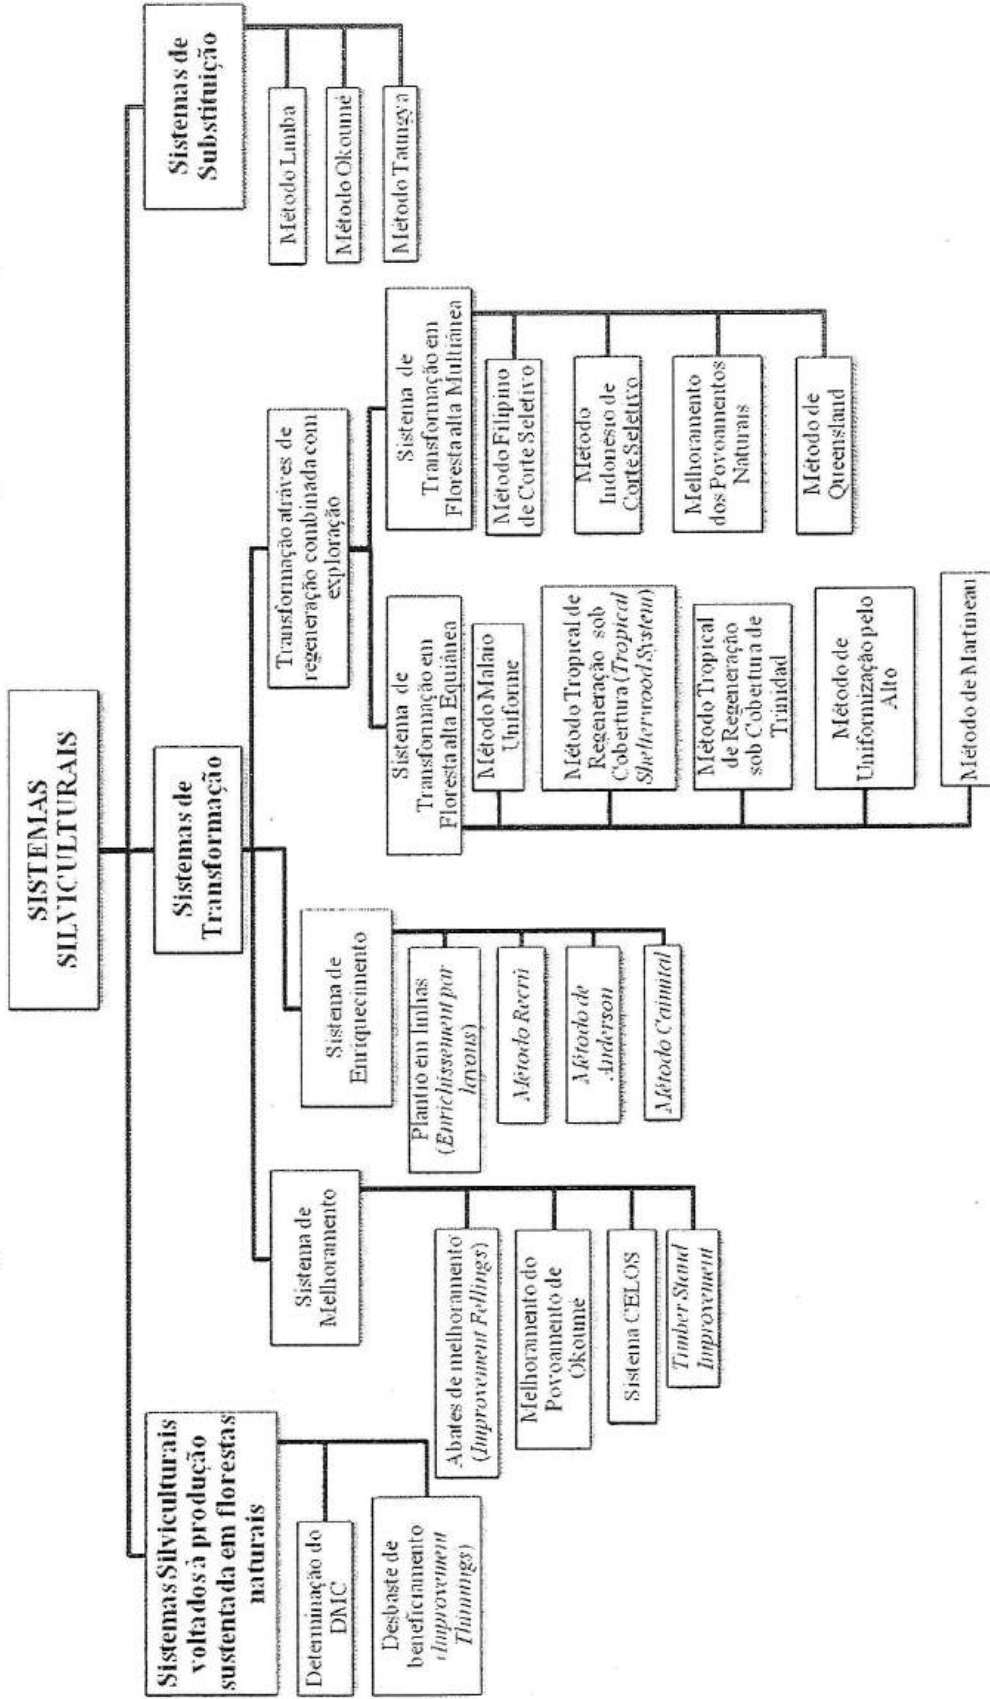 SISTEMAS
SILVICULTURAIS
Sistemas Silviculturais
voltados à produção
sustentada em florestas
naturais
Determinação do
DMC
Desbaste de
beneficiamento
(Improvement
Thinnings)
Sistemas de
Transformação
Sistema de
Melhoramento
Abates de melhoramento
(Improvement Fellings)
Melhoramento do
Povoamento de
Okoumé
Sistema CELOS
Timber Stand
Improvement
Sistema de
Enriquecimento
Plantio em linhas
(Enrichissement par
layons)
Método Recrû
Método de
Anderson
Método Caimital
Transformação atráves de
regeneração combinada com
exploração
Sistema de
Transformação em
Floresta alta Equiânea
Método Malaio
Uniforme
Método Tropical de
Regeneração sob
Cobertura (Tropical
Shelterwood System)
Método Tropical
de Regeneração
sob Cobertura de
Trinidad
Método de
Uniformização pelo
Alto
Método de Martineau
Sistema de
Transformação em
Floresta alta Multiânea
Método Filipino
de Corte Seletivo
Método
Indonésio de
Corte Seletivo
Melhoramento
dos Povoamentos
Naturais
Método de
Queensland
Sistemas de
Substituição
Método Limba
Método Okoumé
Método Taungya